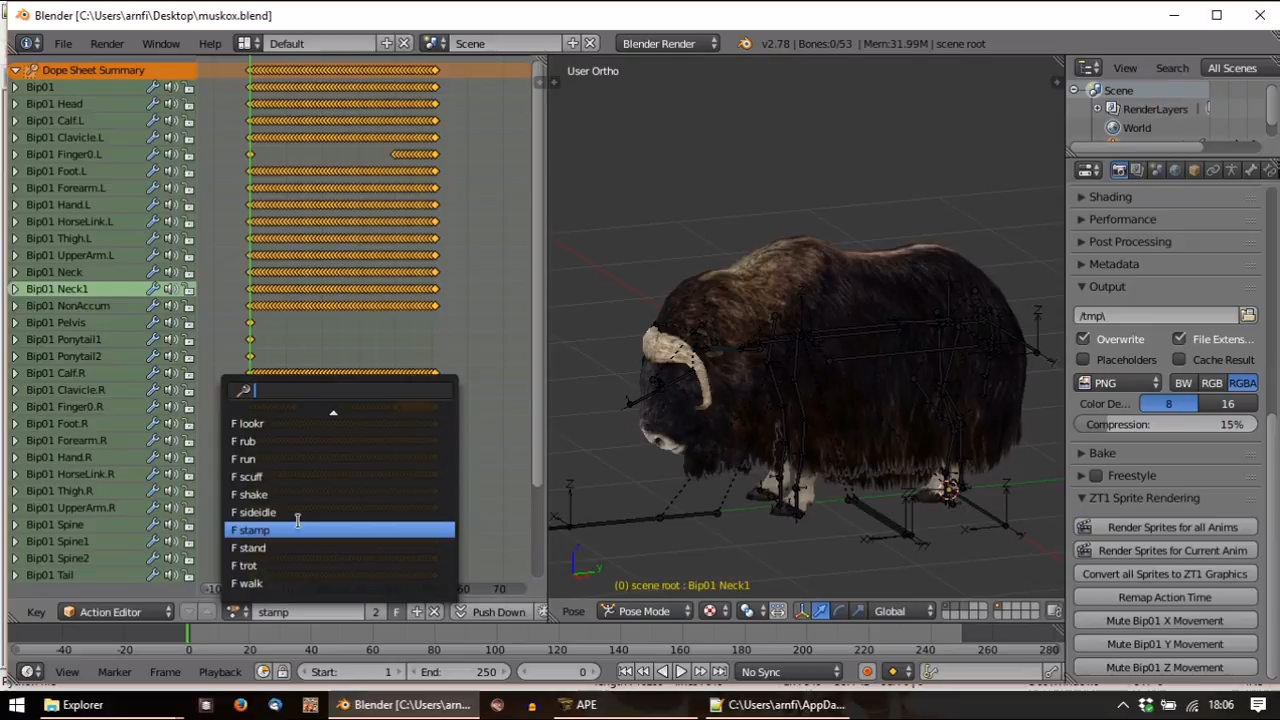 Blender [C:\Users\arnfi\Desktop\muskox.blend]
File Render Window Help Default Scene Blender Render v2.78 | Bones:0/53 | Mem:31.99M | scene root
Dope Sheet Summary
Bip01
Bip01 Head
Bip01 Calf.L
Bip01 Clavicle.L
Bip01 Finger0.L
Bip01 Foot.L
Bip01 Forearm.L
Bip01 Hand.L
Bip01 HorseLink.L
Bip01 Thigh.L
Bip01 UpperArm.L
Bip01 Neck
Bip01 Neck1
Bip01 NonAccum
Bip01 Pelvis
Bip01 Ponytail1
Bip01 Ponytail2
Bip01 Calf.R
Bip01 Clavicle.R
Bip01 Finger0.R
Bip01 Foot.R
Bip01 Forearm.R
Bip01 Hand.R
Bip01 HorseLink.R
Bip01 Thigh.R
Bip01 UpperArm.R
Bip01 Spine
Bip01 Spine1
Bip01 Spine2
Bip01 Tail
F lookr
F rub
F run
F scuff
F shake
F sideidle
F stamp
F stand
F trot
F walk
-10 60 70
Key Action Editor stamp 2 F Push Down
User Ortho
Z
Z
Z
Z
X
y
(0) scene root : Bip01 Neck1
Pose Pose Mode Global
View Search All Scenes
Scene
RenderLayers
World
Shading
Performance
Post Processing
Metadata
Output
/tmp\
Overwrite File Extens...
Placeholders Cache Result
PNG BW RGB RGBA
Color De... 8 16
Compression: 15%
Bake
Freestyle
ZT1 Sprite Rendering
Render Sprites for all Anims
Render Sprites for Current Anim
Convert all Sprites to ZT1 Graphics
Remap Action Time
Mute Bip01 X Movement
Mute Bip01 Y Movement
Mute Bip01 Z Movement
-40 -20 0 20 40 60 80 100 120 140 160 180 200 220 240 260 280
View Marker Frame Playback Start: 1 End: 250 0 No Sync
Explorer Blender [C:\Users\arn... APE C:\Users\arnfi\AppDa... 18:06